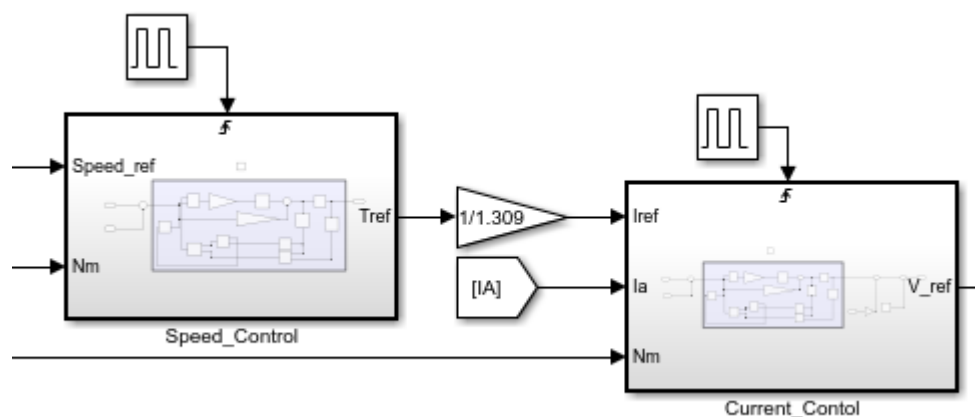 Speed_ref
Tref
Nm
Speed_Control
1/1.309
[IA]
Iref
Ia
V_ref
Nm
Current_Contol